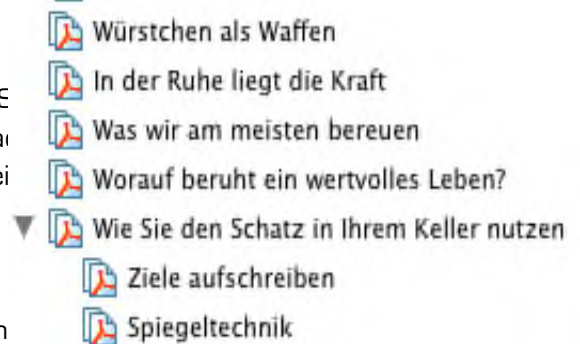 Würstchen als Waffen
In der Ruhe liegt die Kraft
Was wir am meisten bereuen
Worauf beruht ein wertvolles Leben?
Wie Sie den Schatz in Ihrem Keller nutzen
Ziele aufschreiben
Spiegeltechnik